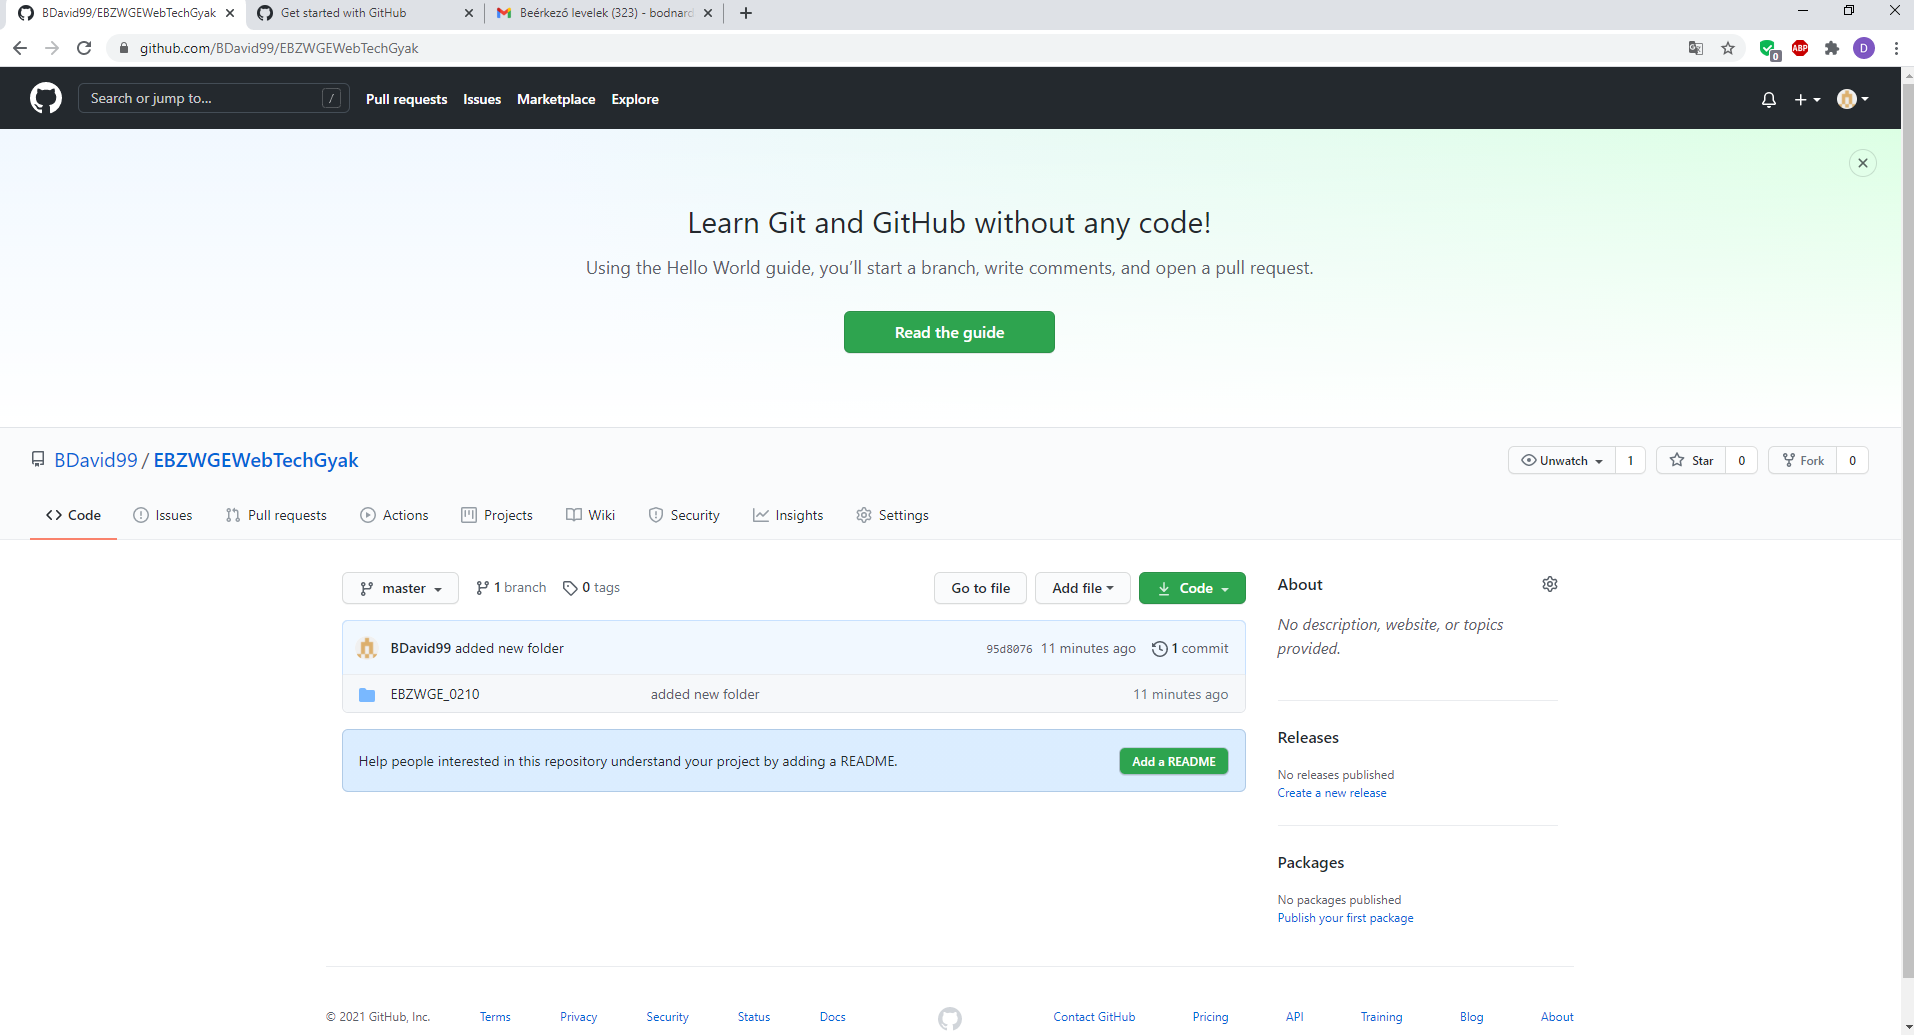 BDavid99/EBZWGEWebTechGyak
Get started with GitHub
Beérkező levelek (323) - bodnard
github.com/BDavid99/EBZWGEWebTechGyak
0
ABP
D
Search or jump to...
/
Pull requests
Issues
Marketplace
Explore
Learn Git and GitHub without any code!
Using the Hello World guide, you’ll start a branch, write comments, and open a pull request.
Read the guide
BDavid99 / EBZWGEWebTechGyak
Unwatch
1
Star
0
Fork
0
Code
Issues
Pull requests
Actions
Projects
Wiki
Security
Insights
Settings
master
1 branch
0 tags
Go to file
Add file
Code
BDavid99 added new folder
95d8076
11 minutes ago
1 commit
EBZWGE_0210
added new folder
11 minutes ago
Help people interested in this repository understand your project by adding a README.
Add a README
About
No description, website, or topics
provided.
Releases
No releases published
Create a new release
Packages
No packages published
Publish your first package
© 2021 GitHub, Inc.
Terms
Privacy
Security
Status
Docs
Contact GitHub
Pricing
API
Training
Blog
About